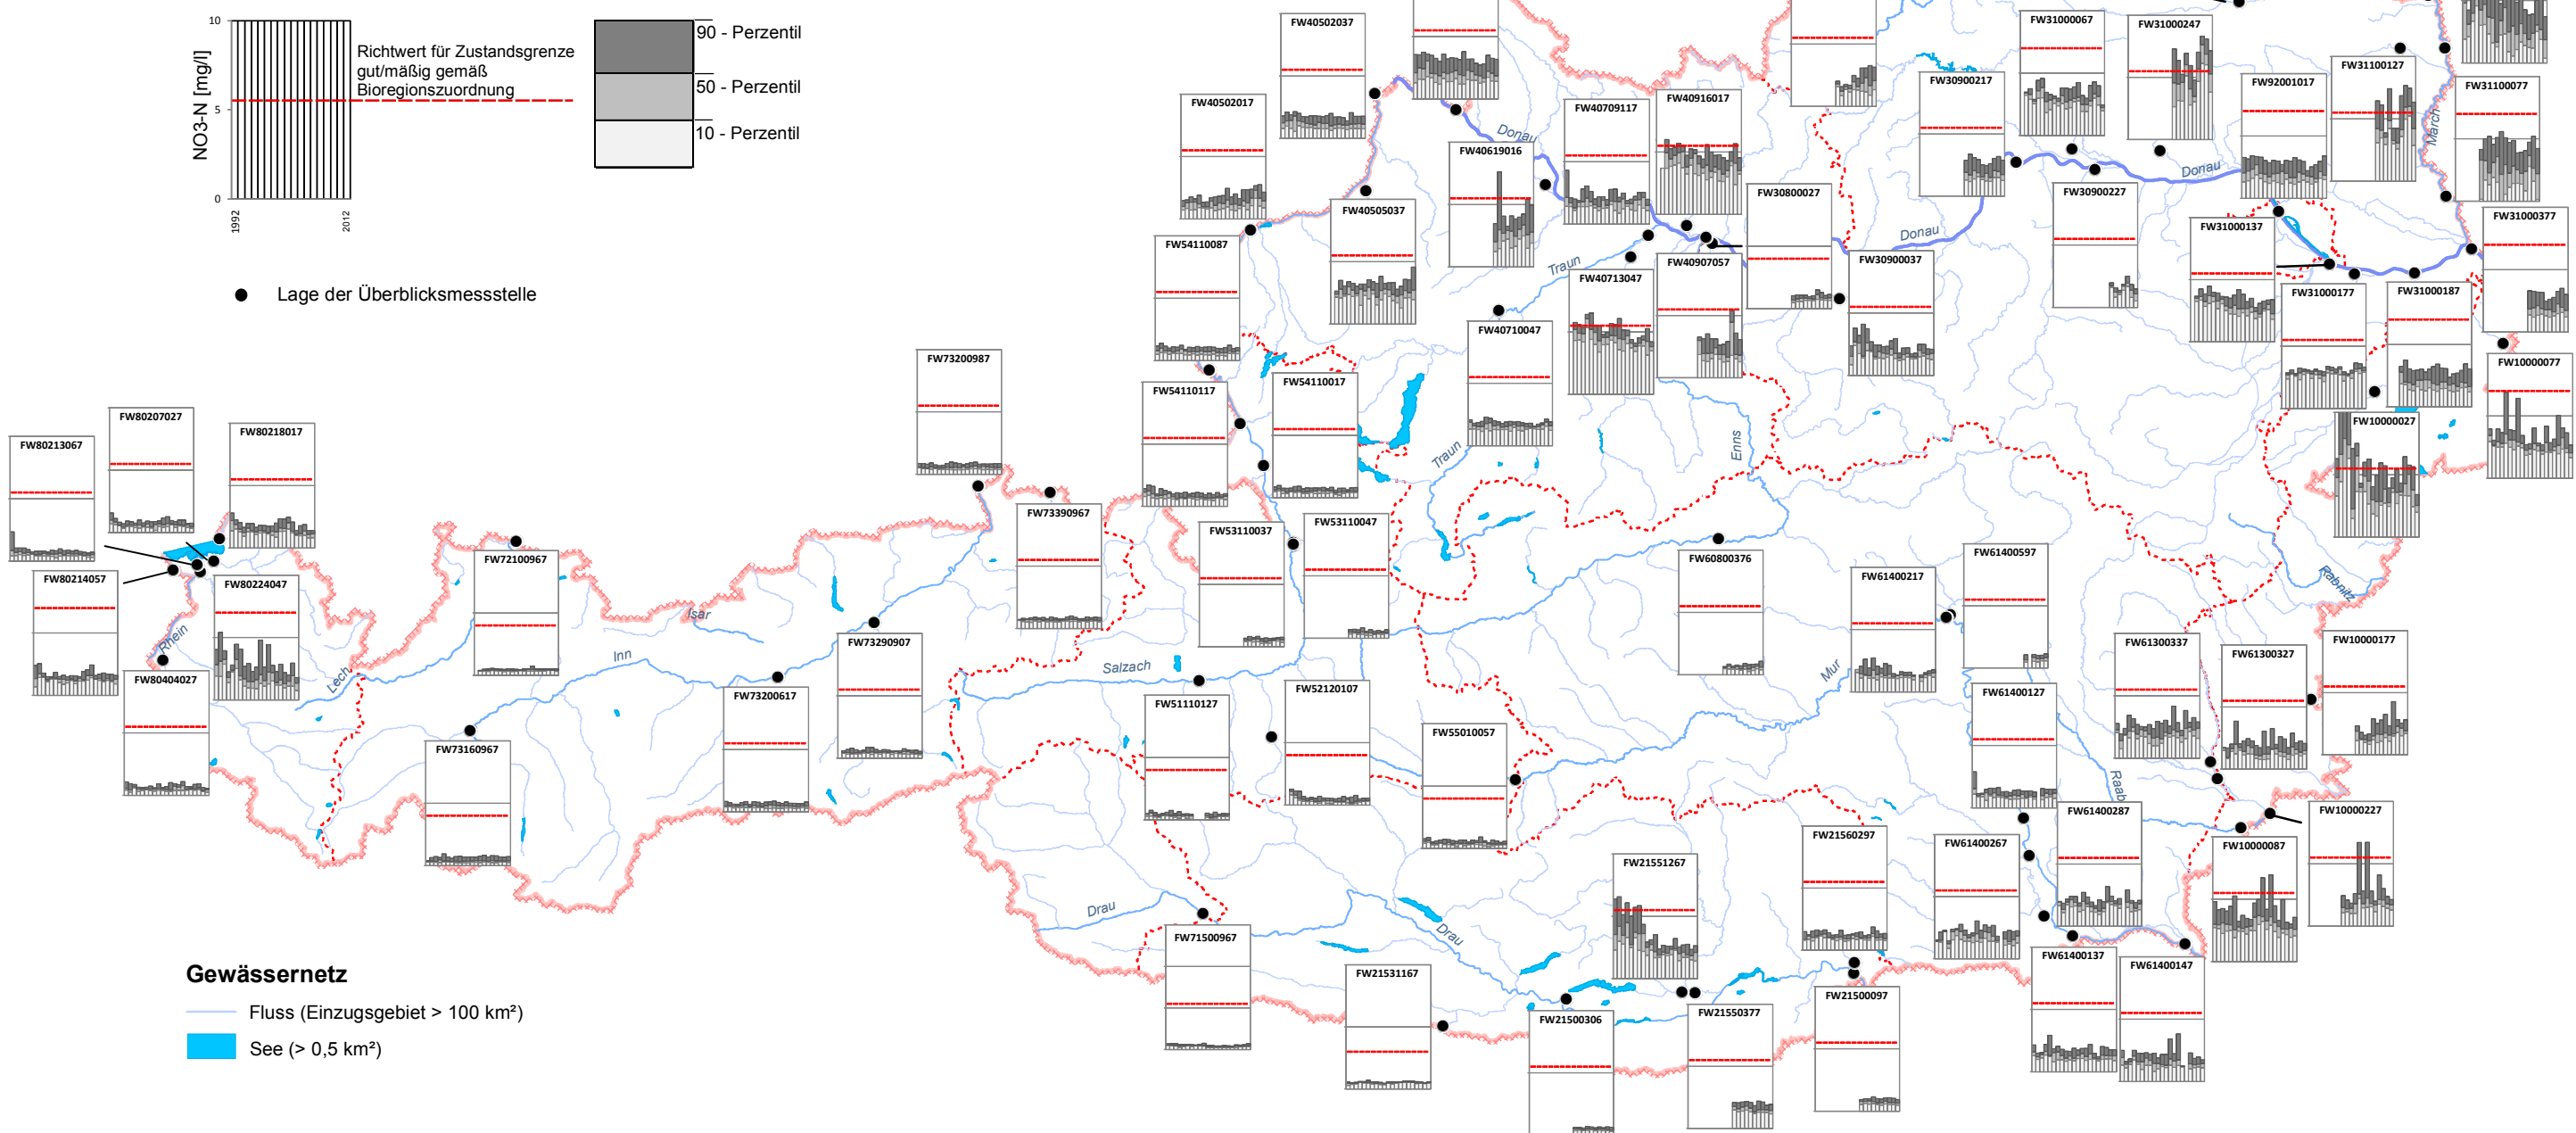 10
5
0
NO3-N [mg/l]
1992
2012
Richtwert für Zustandsgrenze
gut/mäßig gemäß
Bioregionszuordnung
90 - Perzentil
50 - Perzentil
10 - Perzentil
Lage der Überblicksmessstelle
FW40502037
FW40502017
FW40505037
FW54110087
FW40619016
FW40709117
FW40916017
FW30800027
FW40713047
FW40907057
FW30900037
FW40710047
FW30900217
FW31000067
FW31000247
FW92001017
FW31100127
FW31100077
FW30900227
FW31000137
FW31000377
FW31000177
FW31000187
FW10000077
FW10000027
Donau
Donau
Donau
March
Traun
Traun
Enns
FW73200987
FW54110117
FW54110017
FW80207027
FW80213067
FW80218017
FW80214057
FW80224047
FW80404027
FW72100967
FW73390967
FW53110037
FW53110047
FW73290907
FW73200617
FW73160967
FW51110127
FW52120107
FW55010057
FW60800376
FW61400217
FW61400597
FW61400127
FW61300337
FW61300327
FW10000177
FW10000227
FW61400287
FW10000087
FW61400267
FW21560297
FW21551267
FW61400137
FW61400147
FW71500967
FW21531167
FW21500306
FW21550377
FW21500097
Rhein
Lech
Isar
Inn
Salzach
Mur
Raab
Rabnitz
Drau
Drau
Gewässernetz
Fluss (Einzugsgebiet > 100 km²)
See (> 0,5 km²)